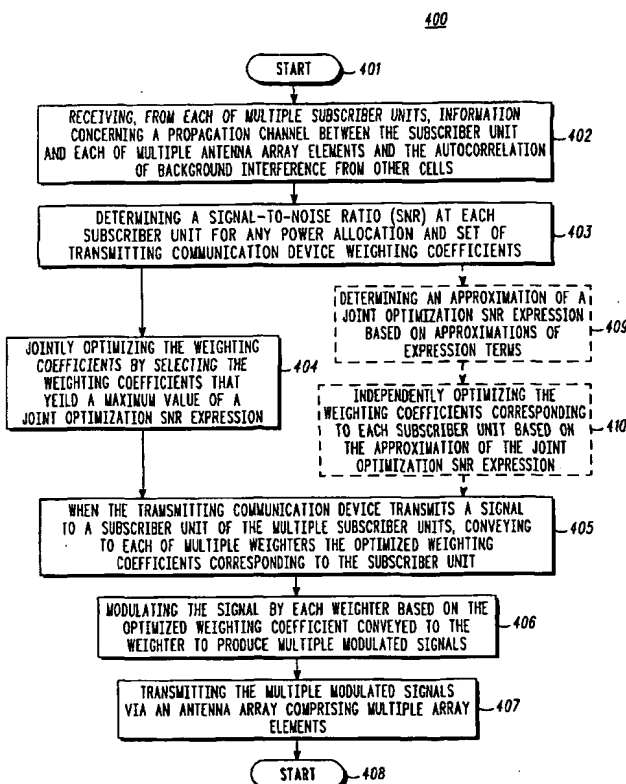 400
START
401
RECEIVING, FROM EACH OF MULTIPLE SUBSCRIBER UNITS, INFORMATION
CONCERNING A PROPAGATION CHANNEL BETWEEN THE SUBSCRIBER UNIT
AND EACH OF MULTIPLE ANTENNA ARRAY ELEMENTS AND THE AUTOCORRELATION
OF BACKGROUND INTERFERENCE FROM OTHER CELLS
402
DETERMINING A SIGNAL-TO-NOISE RATIO (SNR) AT EACH
SUBSCRIBER UNIT FOR ANY POWER ALLOCATION AND SET OF
TRANSMITTING COMMUNICATION DEVICE WEIGHTING COEFFICIENTS
403
JOINTLY OPTIMIZING THE WEIGHTING
COEFFICIENTS BY SELECTING THE
WEIGHTING COEFFICIENTS THAT
YEILD A MAXIMUM VALUE OF A
JOINT OPTIMIZATION SNR EXPRESSION
404
DETERMINING AN APPROXIMATION OF A
JOINT OPTIMIZATION SNR EXPRESSION
BASED ON APPROXIMATIONS OF
EXPRESSION TERMS
409
INDEPENDENTLY OPTIMIZING THE
WEIGHTING COEFFICIENTS CORRESPONDING
TO EACH SUBSCRIBER UNIT BASED ON
THE APPROXIMATION OF THE JOINT
OPTIMIZATION SNR EXPRESSION
410
WHEN THE TRANSMITTING COMMUNICATION DEVICE TRANSMITS A SIGNAL
TO A SUBSCRIBER UNIT OF THE MULTIPLE SUBSCRIBER UNITS, CONVEYING
TO EACH OF MULTIPLE WEIGHTERS THE OPTIMIZED WEIGHTING
COEFFICIENTS CORRESPONDING TO THE SUBSCRIBER UNIT
405
MODULATING THE SIGNAL BY EACH WEIGHTER BASED ON THE
OPTIMIZED WEIGHTING COEFFICIENT CONVEYED TO THE
WEIGHTER TO PRODUCE MULTIPLE MODULATED SIGNALS
406
TRANSMITTING THE MULTIPLE MODULATED SIGNALS
VIA AN ANTENNA ARRAY COMPRISING MULTIPLE ARRAY
ELEMENTS
407
START
408